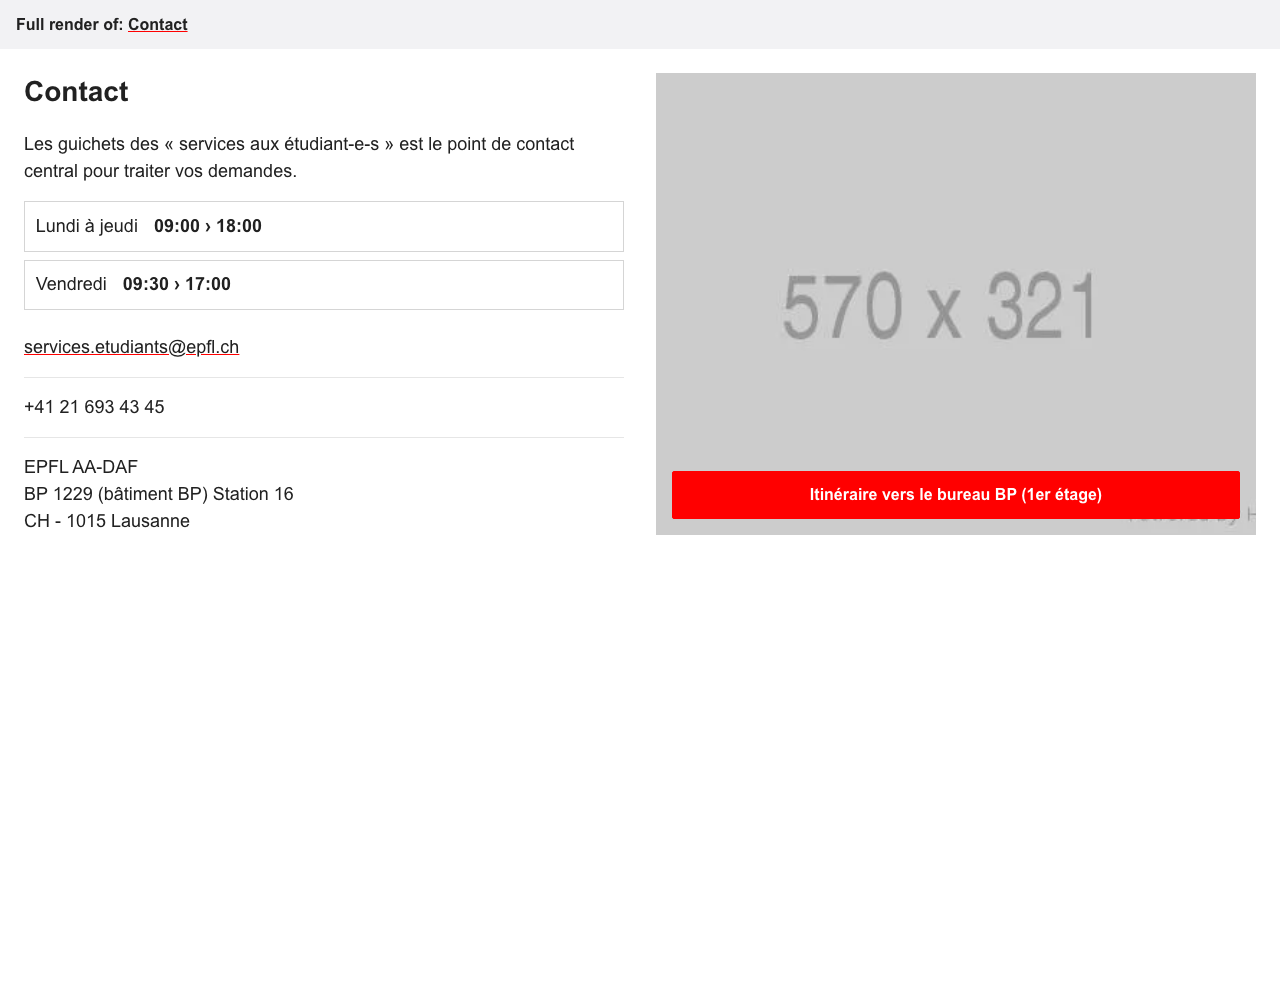 Full render of: Contact
Contact
Les guichets des « services aux étudiant-e-s » est le point de contact
central pour traiter vos demandes.
Lundi à jeudi 09:00 › 18:00
Vendredi 09:30 › 17:00
services.etudiants@epfl.ch
+41 21 693 43 45
EPFL AA-DAF
BP 1229 (bâtiment BP) Station 16
CH - 1015 Lausanne
570 x 321
Itinéraire vers le bureau BP (1er étage)